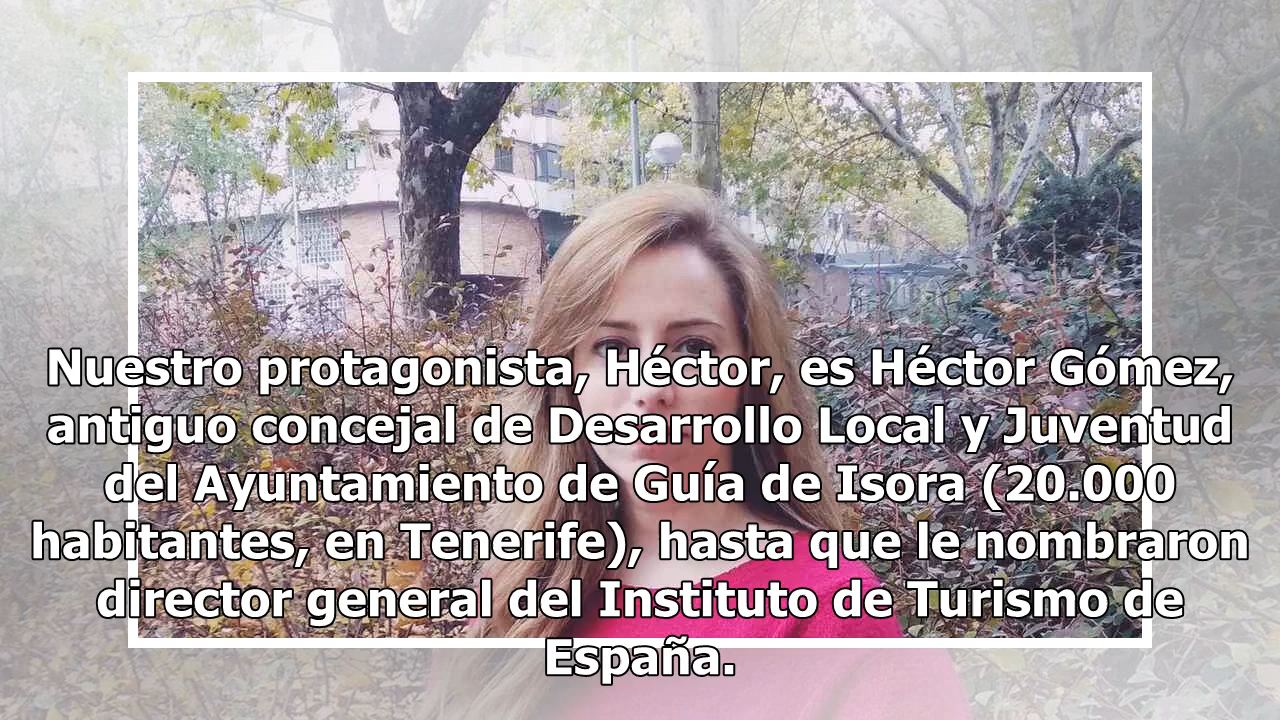 Nuestro protagonista, Héctor, es Héctor Gómez,
antiguo concejal de Desarrollo Local y Juventud
del Ayuntamiento de Guía de Isora (20.000
habitantes, en Tenerife), hasta que le nombraron
director general del Instituto de Turismo de
España.